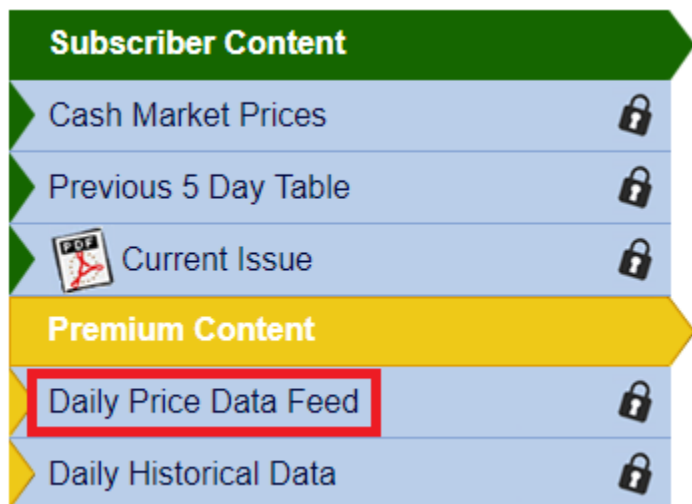 Subscriber Content
Cash Market Prices
Previous 5 Day Table
PDF
Current Issue
Premium Content
Daily Price Data Feed
Daily Historical Data